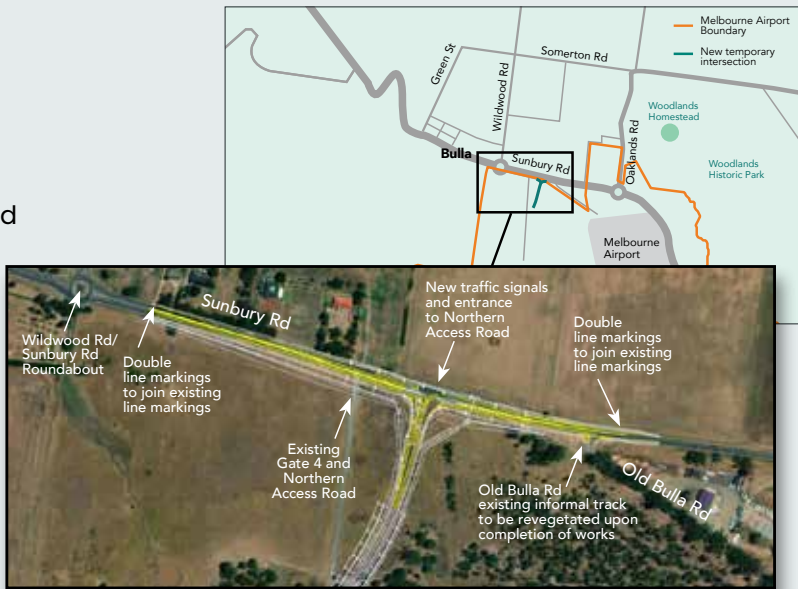 Melbourne Airport
Boundary
New temporary
intersection
Green St
Somerton Rd
Wildwood Rd
Woodlands
Homestead
Oaklands Rd
Bulla
Sunbury Rd
Woodlands
Historic Park
Melbourne
Airport
d
Sunbury Rd
New traffic signals
and entrance
to Northern
Access Road
Wildwood Rd/
Sunbury Rd
Roundabout
Double
line markings
to join existing
line markings
Double
line markings
to join existing
line markings
Existing
Gate 4 and
Northern
Access Road
Old Bulla Rd
existing informal track
to be revegetated upon
completion of works
Old Bulla Rd